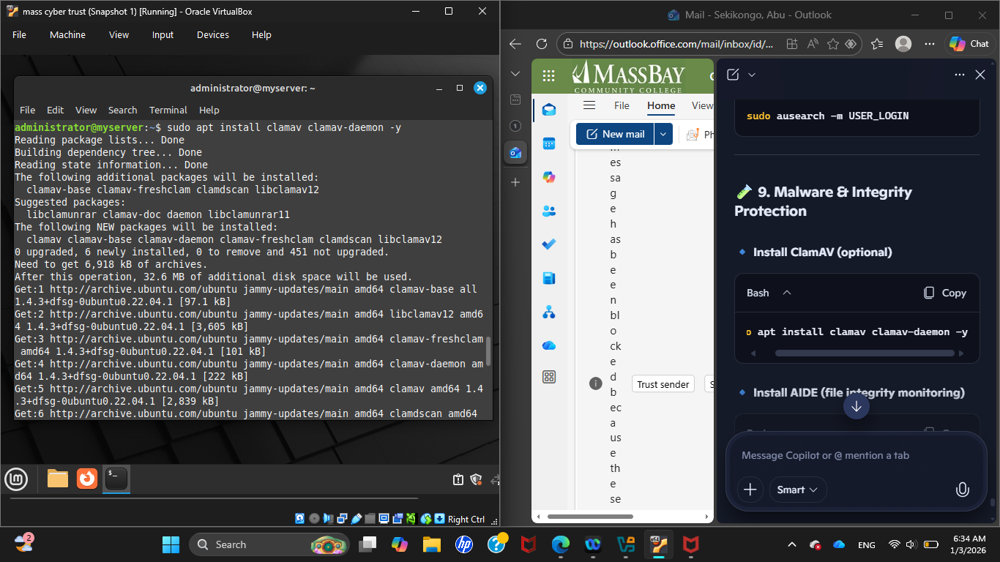 mass cyber trust (Snapshot 1) [Running] - Oracle VirtualBox
File Machine View Input Devices Help
administrator@myserver: ~
File Edit View Search Terminal Help
administrator@myserver:~$ sudo apt install clamav clamav-daemon -y
Reading package lists... Done
Building dependency tree... Done
Reading state information... Done
The following additional packages will be installed:
clamav-base clamav-freshclam clamdscan libclamav12
Suggested packages:
libclamunrar clamav-doc daemon libclamunrar11
The following NEW packages will be installed:
clamav clamav-base clamav-daemon clamav-freshclam clamdscan libclamav12
0 upgraded, 6 newly installed, 0 to remove and 451 not upgraded.
Need to get 6,918 kB of archives.
After this operation, 32.6 MB of additional disk space will be used.
Get:1 http://archive.ubuntu.com/ubuntu jammy-updates/main amd64 clamav-base all
1.4.3+dfsg-0ubuntu0.22.04.1 [97.1 kB]
Get:2 http://archive.ubuntu.com/ubuntu jammy-updates/main amd64 libclamav12 amd6
4 1.4.3+dfsg-0ubuntu0.22.04.1 [3,605 kB]
Get:3 http://archive.ubuntu.com/ubuntu jammy-updates/main amd64 clamav-freshclam
amd64 1.4.3+dfsg-0ubuntu0.22.04.1 [101 kB]
Get:4 http://archive.ubuntu.com/ubuntu jammy-updates/main amd64 clamav-daemon am
d64 1.4.3+dfsg-0ubuntu0.22.04.1 [222 kB]
Get:5 http://archive.ubuntu.com/ubuntu jammy-updates/main amd64 clamav amd64 1.4
.3+dfsg-0ubuntu0.22.04.1 [2,839 kB]
Get:6 http://archive.ubuntu.com/ubuntu jammy-updates/main amd64 clamdscan amd64
Right Ctrl
Mail - Sekikongo, Abu - Outlook
https://outlook.office.com/mail/inbox/id/...
Chat
MASSBAY
COMMUNITY COLLEGE
File Home View
New mail
Ph
es
sa
g
e
h
as
b
e
e
n
bl
o
ck
e
d
b
ec
a
us
e
th
e
se
Trust sender
S
sudo ausearch -m USER_LOGIN
9. Malware & Integrity
Protection
Install ClamAV (optional)
Bash
Copy
o apt install clamav clamav-daemon -y
Install AIDE (file integrity monitoring)
Message Copilot or @ mention a tab
Smart
2
Search
ENG
6:34 AM
1/3/2026